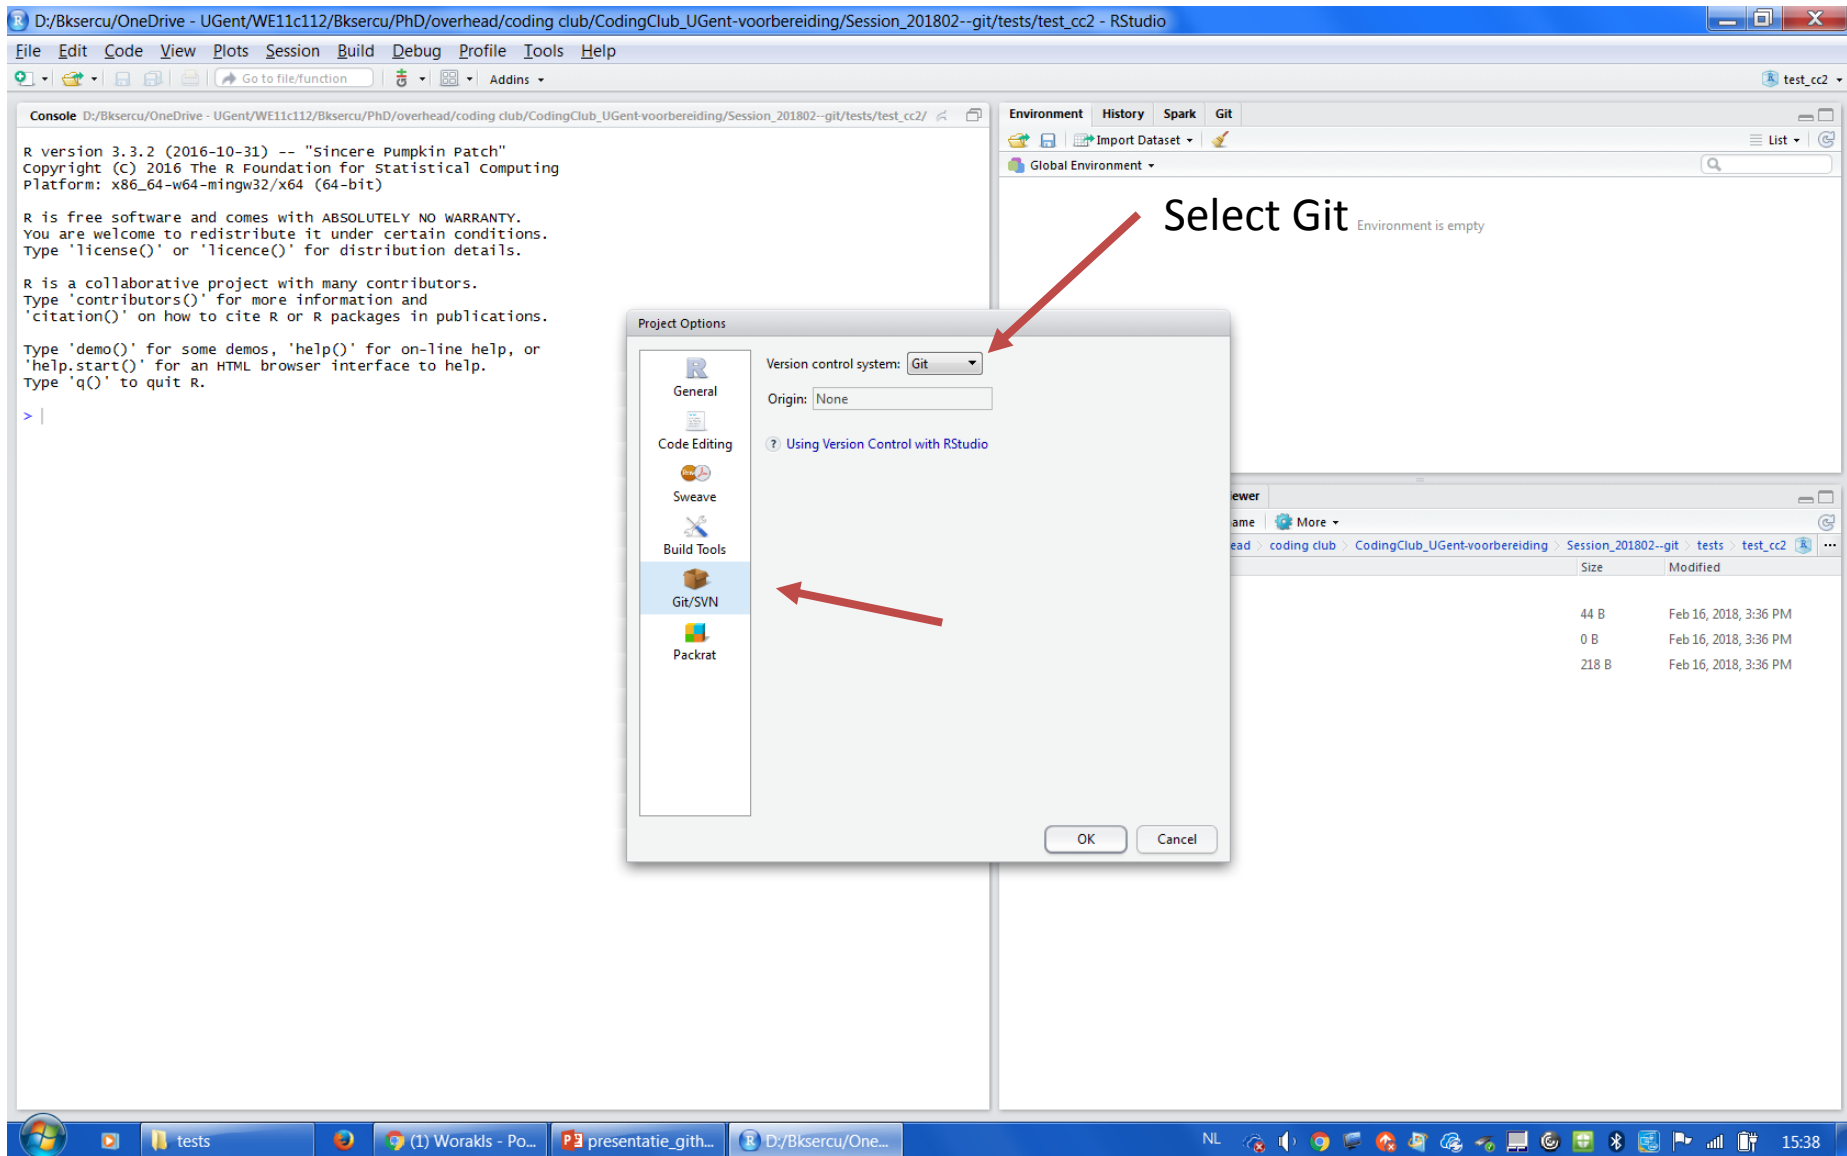 D:/Bksercu/OneDrive - UGent/WE11c112/Bksercu/PhD/overhead/coding club/CodingClub_UGent-voorbereiding/Session_201802--git/tests/test_cc2 - RStudio
File Edit Code View Plots Session Build Debug Profile Tools Help
Go to file/function Addins test_cc2
Console D:/Bksercu/OneDrive - UGent/WE11c112/Bksercu/PhD/overhead/coding club/CodingClub_UGent-voorbereiding/Session_201802--git/tests/test_cc2/
R version 3.3.2 (2016-10-31) -- "Sincere Pumpkin Patch"
Copyright (C) 2016 The R Foundation for Statistical Computing
Platform: x86_64-w64-mingw32/x64 (64-bit)
R is free software and comes with ABSOLUTELY NO WARRANTY.
You are welcome to redistribute it under certain conditions.
Type 'license()' or 'licence()' for distribution details.
R is a collaborative project with many contributors.
Type 'contributors()' for more information and
'citation()' on how to cite R or R packages in publications.
Type 'demo()' for some demos, 'help()' for on-line help, or
'help.start()' for an HTML browser interface to help.
Type 'q()' to quit R.
>
Environment History Spark Git
Import Dataset List
Global Environment
Select Git
Environment is empty
Project Options
General
Code Editing
Sweave
Build Tools
Git/SVN
Packrat
Version control system: Git
Origin: None
? Using Version Control with RStudio
OK Cancel
ewer
ame More
ead coding club CodingClub_UGent-voorbereiding Session_201802--git tests test_cc2 ...
Size Modified
44 B Feb 16, 2018, 3:36 PM
0 B Feb 16, 2018, 3:36 PM
218 B Feb 16, 2018, 3:36 PM
tests (1) Worakls - Po... presentatie_gith... D:/Bksercu/One... NL 15:38